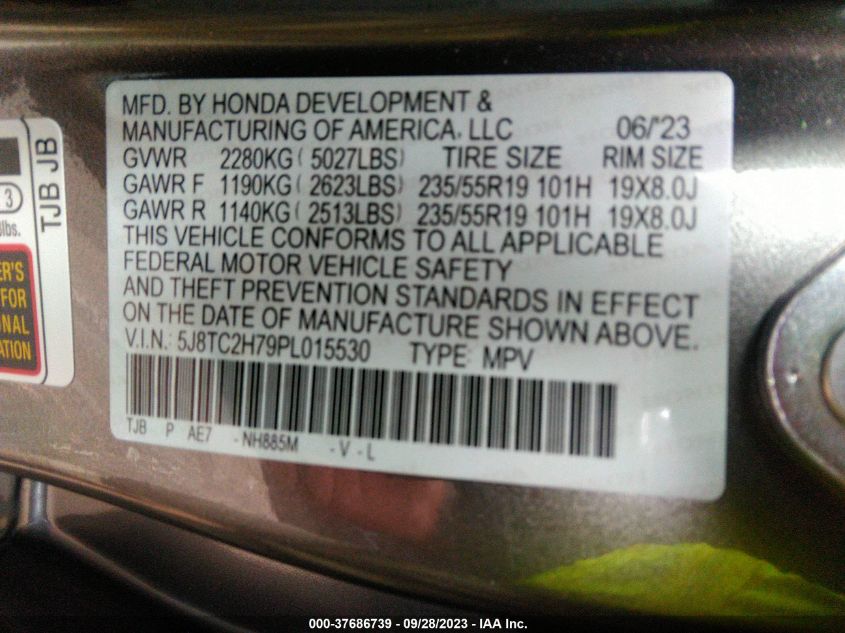 MFD. BY HONDA DEVELOPMENT &
MANUFACTURING OF AMERICA, LLC 06/'23
GVWR 2280KG ( 5027LBS) TIRE SIZE RIM SIZE
GAWR F 1190KG ( 2623LBS) 235/55R19 101H 19X8.0J
GAWR R 1140KG ( 2513LBS) 235/55R19 101H 19X8.0J
THIS VEHICLE CONFORMS TO ALL APPLICABLE
FEDERAL MOTOR VEHICLE SAFETY
AND THEFT PREVENTION STANDARDS IN EFFECT
ON THE DATE OF MANUFACTURE SHOWN ABOVE.
V.I.N.: 5J8TC2H79PL015530 TYPE: MPV
TJB P AE7 -NH885M -V-L
TJB JB
3
lbs.
ER'S
FOR
NAL
ATION
000-37686739 / 09/28/2023 - IAA Inc.